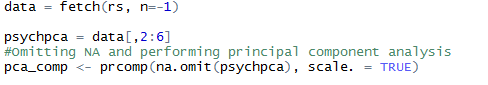 data = fetch(rs, n=-1)
psychpca = data[,2:6]
#Omitting NA and performing principal component analysis
pca_comp <- prcomp(na.omit(psychpca), scale. = TRUE)